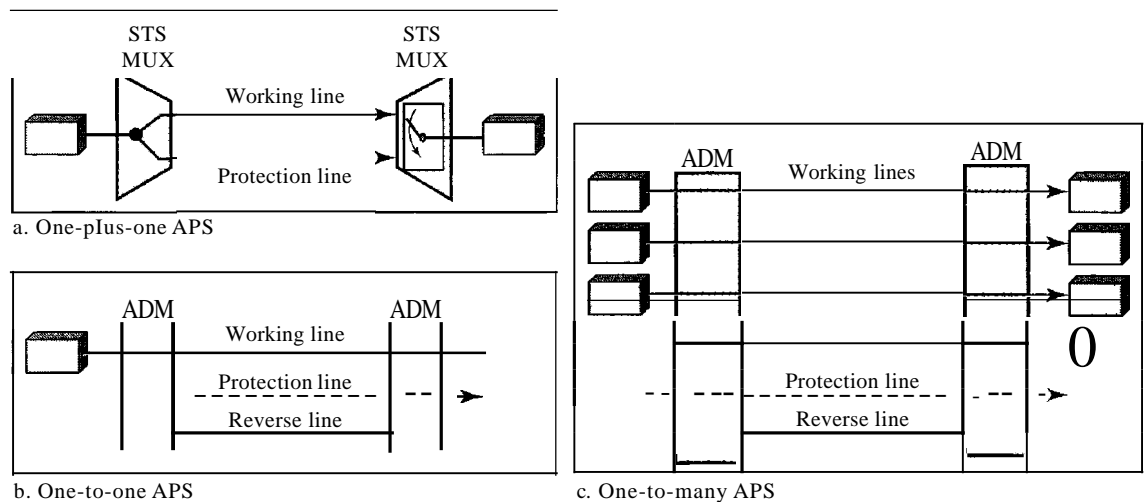 STS
MUX
STS
MUX
Working line
Protection line
a. One-pIus-one APS
ADM
ADM
Working line
Protection line
Reverse line
b. One-to-one APS
ADM
ADM
Working lines
0
Protection line
Reverse line
c. One-to-many APS